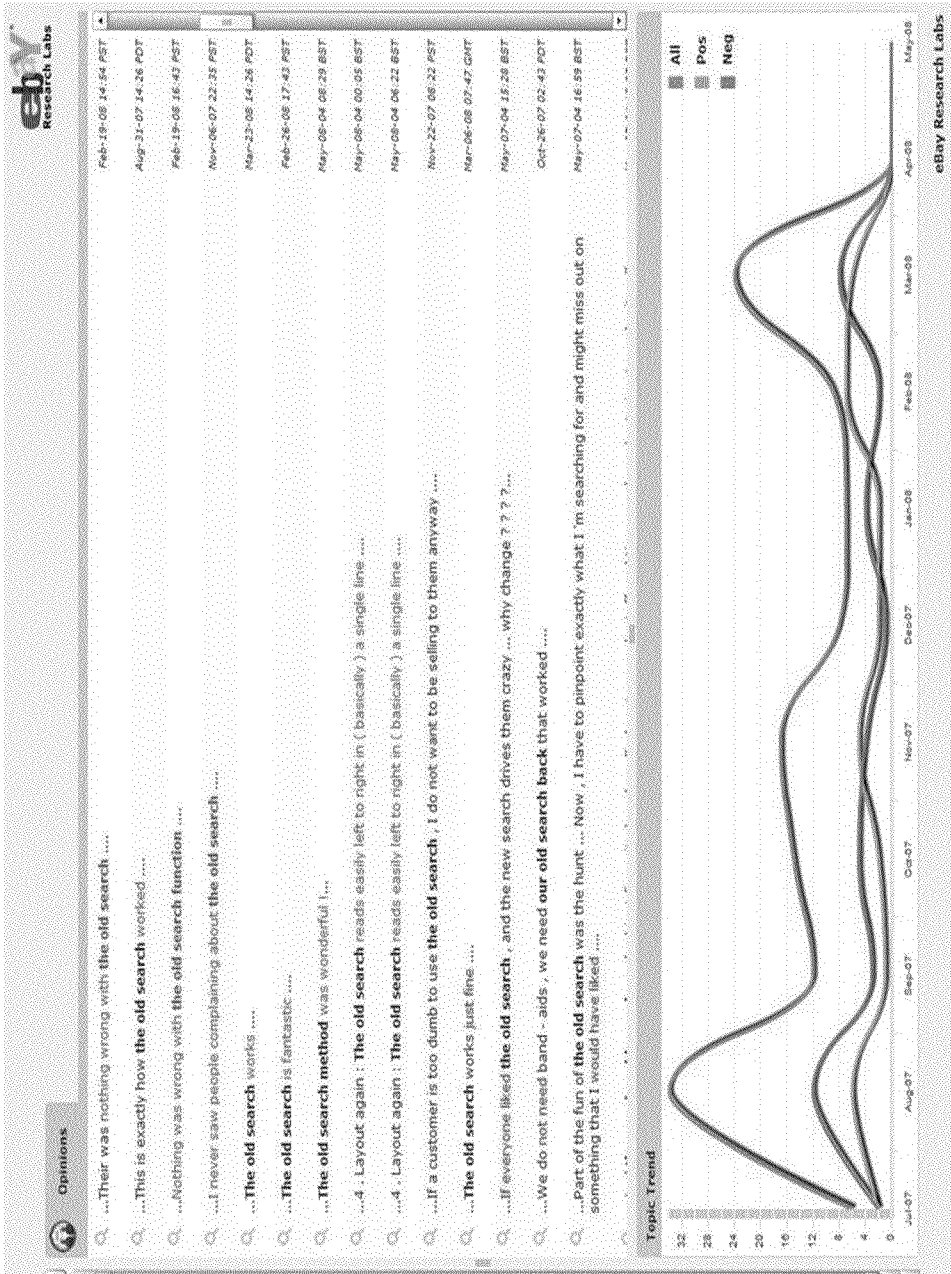 ebY
Research Labs
Opinions
...Their was nothing wrong with the old search .... Feb-19-08 14:54 PST
...This is exactly how the old search worked .... Aug-31-07 14:26 PDT
...Nothing was wrong with the old search function .... Feb-19-08 16:43 PST
...I never saw people complaining about the old search .... Nov-06-07 22:35 PST
...The old search works .... Mar-23-08 14:26 PDT
...The old search is fantastic .... Feb-26-08 17:43 PST
...The old search method was wonderful !... May-08-04 08:29 BST
...4 . Layout again : The old search reads easily left to right in ( basically ) a single line .... May-08-04 00:05 BST
...4 . Layout again : The old search reads easily left to right in ( basically ) a single line .... May-08-04 06:22 BST
...If a customer is too dumb to use the old search , I do not want to be selling to them anyway .... Nov-22-07 08:22 PST
...The old search works just fine .... Mar-06-08 07:47 GMT
...If everyone liked the old search , and the new search drives them crazy ... why change ? ? ? ?... May-07-04 15:28 BST
...We do not need band - aids , we need our old search back that worked .... Oct-26-07 02:43 PDT
...Part of the fun of the old search was the hunt ... Now , I have to pinpoint exactly what I 'm searching for and might miss out on May-07-04 16:59 BST
something that I would have liked ....
Topic Trend
All
Pos
Neg
32
28
24
20
16
12
8
4
0
Jul-07 Aug-07 Sep-07 Oct-07 Nov-07 Dec-07 Jan-08 Feb-08 Mar-08 Apr-08 May-08
eBay Research Labs